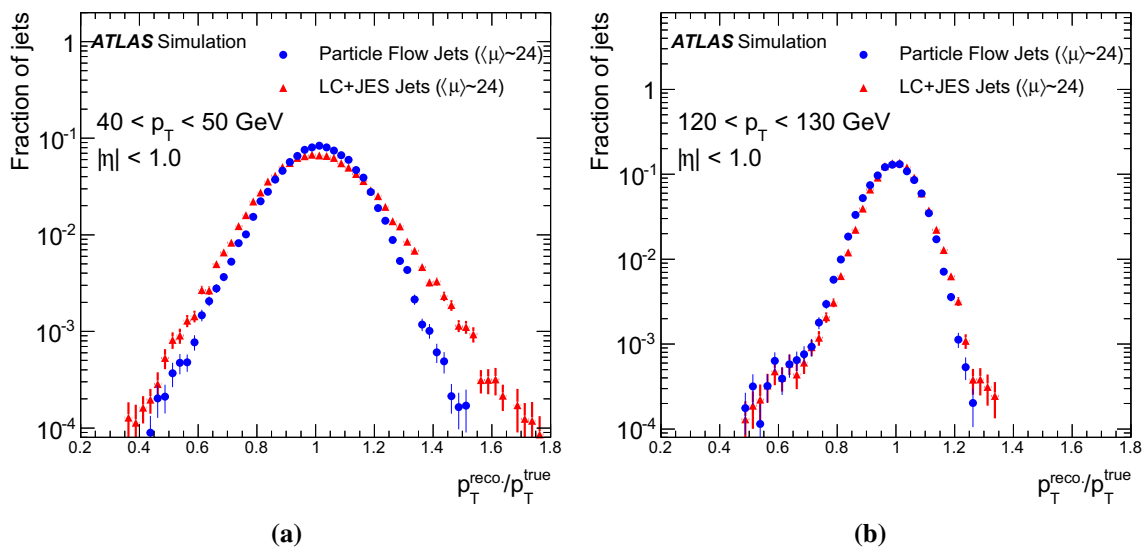 Fraction of jets
1
10⁻¹
10⁻²
10⁻³
10⁻⁴
ATLAS Simulation
Particle Flow Jets (⟨μ⟩~24)
LC+JES Jets (⟨μ⟩~24)
40 < p_T < 50 GeV
|η| < 1.0
0.2 0.4 0.6 0.8 1 1.2 1.4 1.6 1.8
p_T^reco./p_T^true
(a)
Fraction of jets
1
10⁻¹
10⁻²
10⁻³
10⁻⁴
ATLAS Simulation
Particle Flow Jets (⟨μ⟩~24)
LC+JES Jets (⟨μ⟩~24)
120 < p_T < 130 GeV
|η| < 1.0
0.2 0.4 0.6 0.8 1 1.2 1.4 1.6 1.8
p_T^reco./p_T^true
(b)